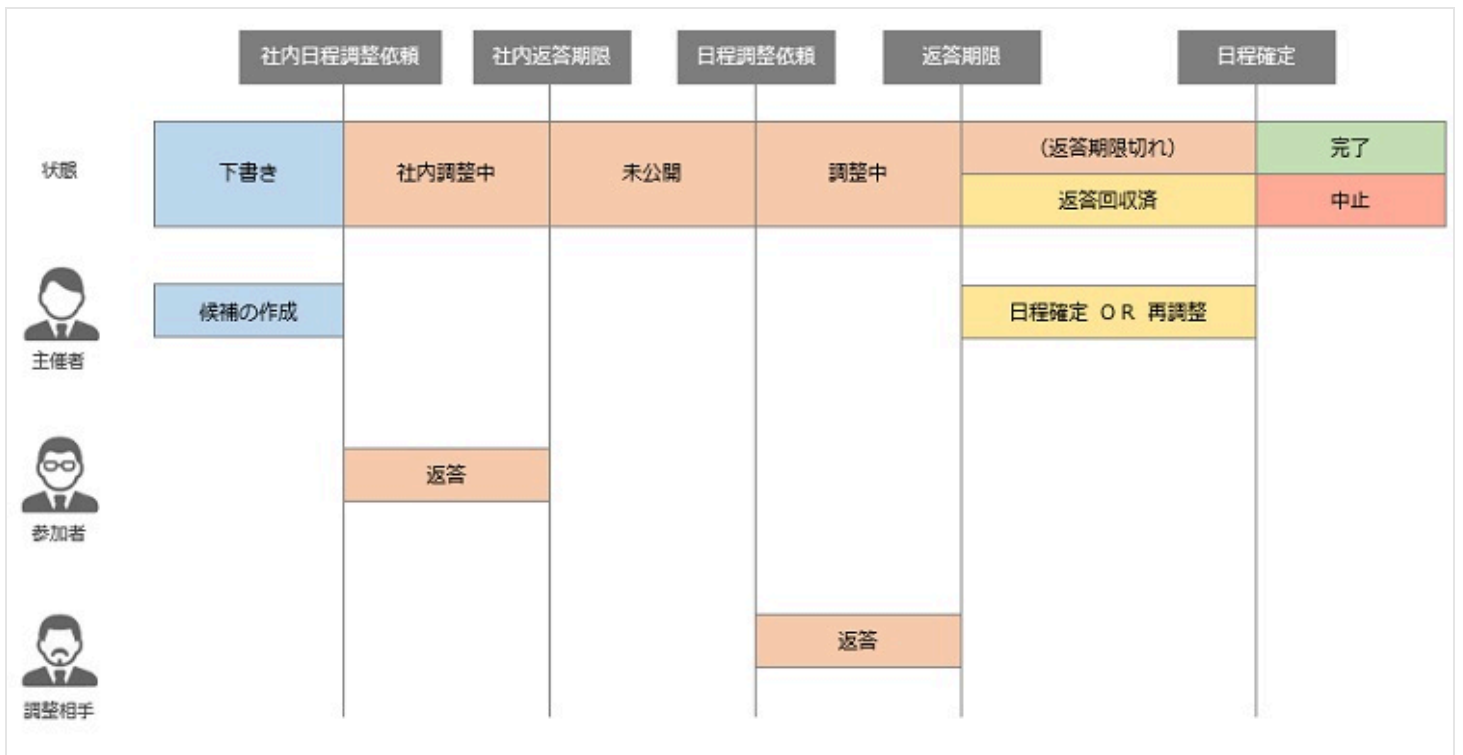 社内日程調整依頼
社内返答期限
日程調整依頼
返答期限
日程確定
状態
下書き
社内調整中
未公開
調整中
(返答期限切れ)
返答回収済
完了
中止
主催者
候補の作成
日程確定 OR 再調整
参加者
返答
調整相手
返答